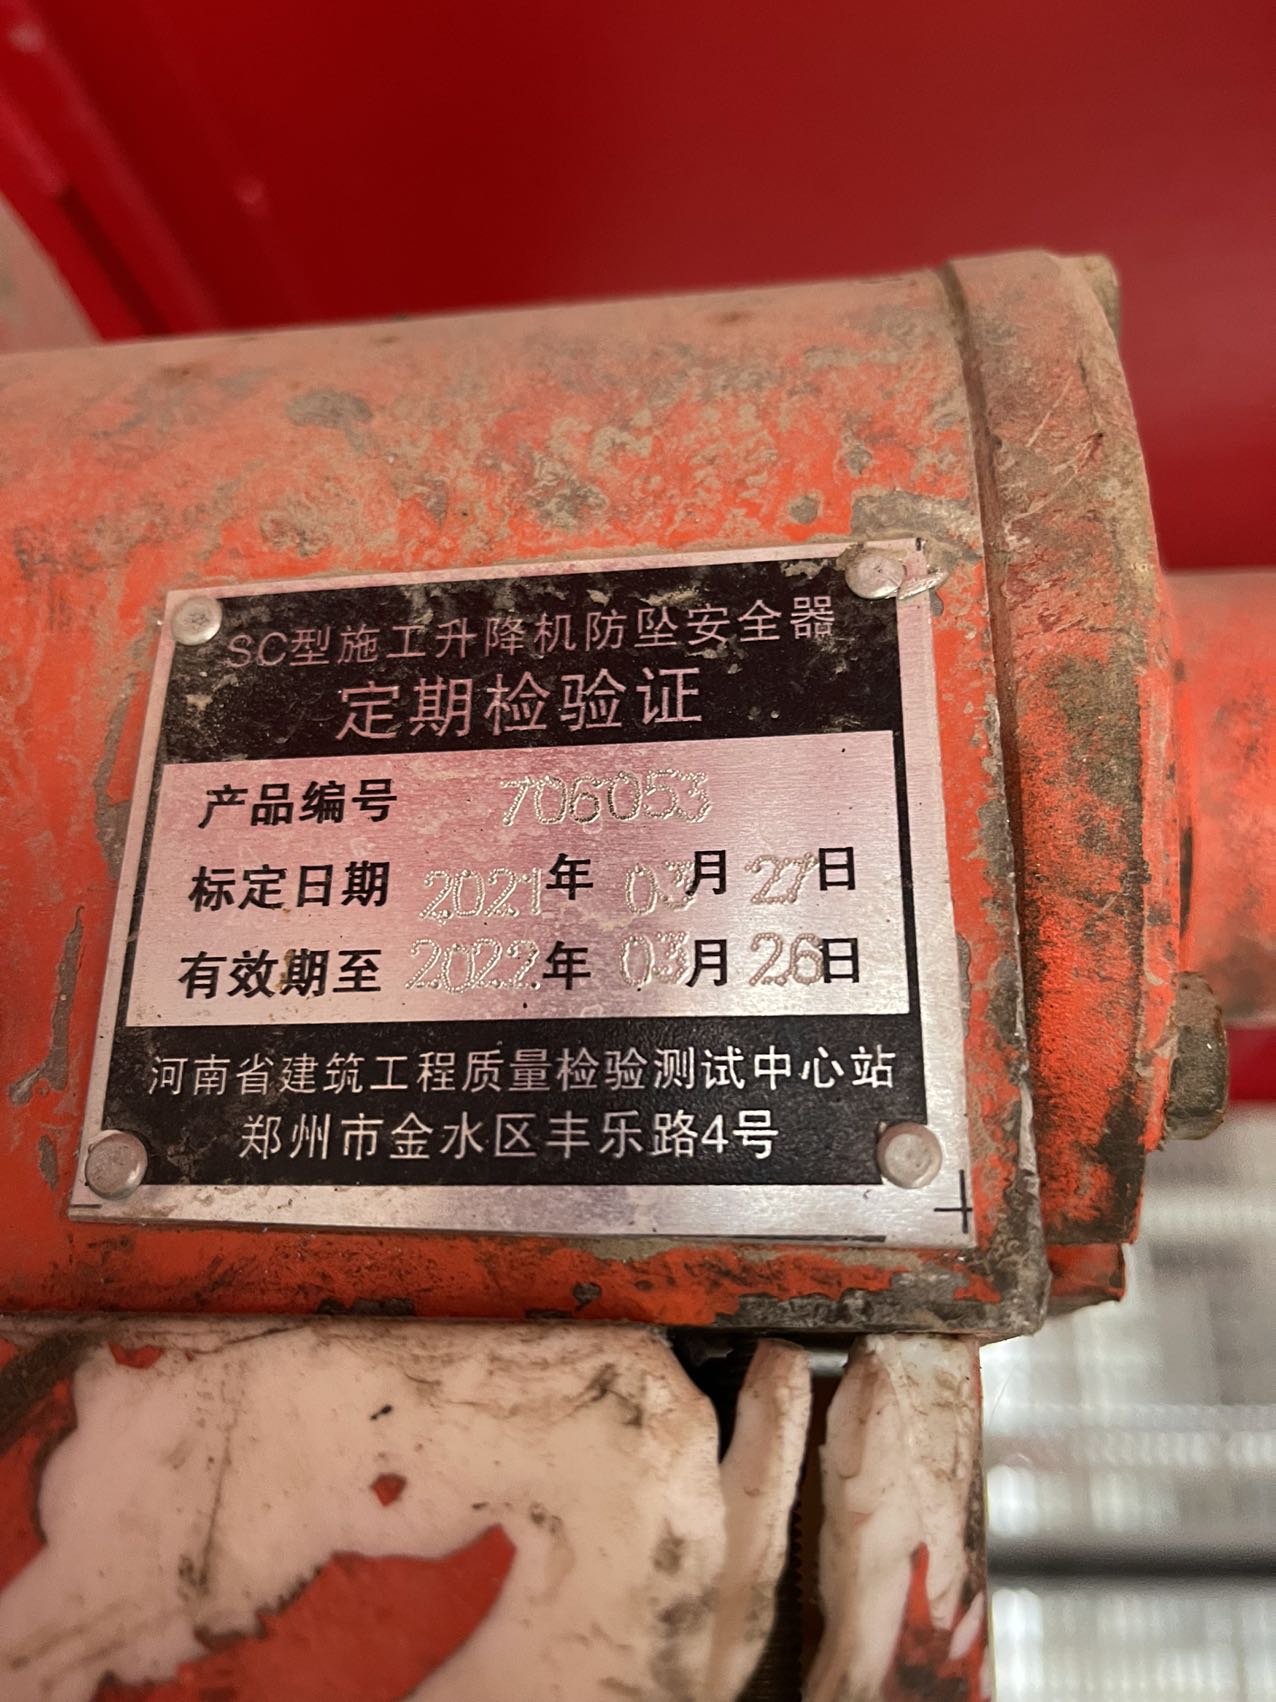 SC型施工升降机防坠安全器
定期检验证
产品编号 706053
标定日期 2021年 03月 27日
有效期至 2022年 03月 26日
河南省建筑工程质量检验测试中心站
郑州市金水区丰乐路4号